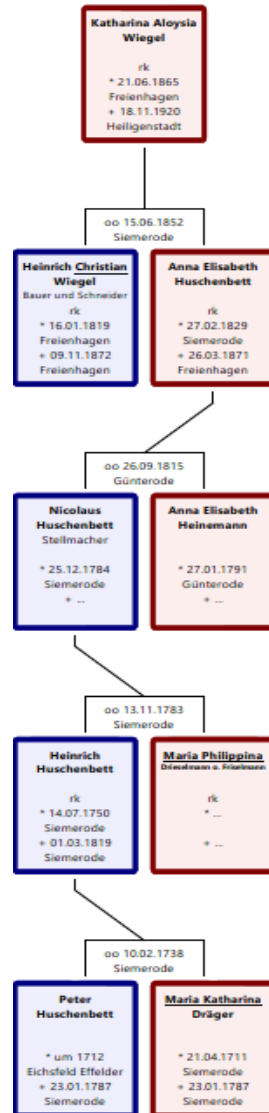 Katharina Aloysia
Wiegel
rk
* 21.06.1865
Freienhagen
+ 18.11.1920
Heiligenstadt
oo 15.06.1852
Siemerode
Heinrich Christian
Wiegel
Bauer und Schneider
rk
* 16.01.1819
Freienhagen
+ 09.11.1872
Freienhagen
Anna Elisabeth
Huschenbett
rk
* 27.02.1829
Siemerode
+ 26.03.1871
Freienhagen
oo 26.09.1815
Günterode
Nicolaus
Huschenbett
Stellmacher
* 25.12.1784
Siemerode
+ ...
Anna Elisabeth
Heinemann
* 27.01.1791
Günterode
+ ...
oo 13.11.1783
Siemerode
Heinrich
Huschenbett
rk
* 14.07.1750
Siemerode
+ 01.03.1819
Siemerode
Maria Philippina
Drieselmann o. Friselmann
rk
* ...
+ ...
oo 10.02.1738
Siemerode
Peter
Huschenbett
* um 1712
Eichsfeld Effelder
+ 23.01.1787
Siemerode
Maria Katharina
Dräger
* 21.04.1711
Siemerode
+ 23.01.1787
Siemerode